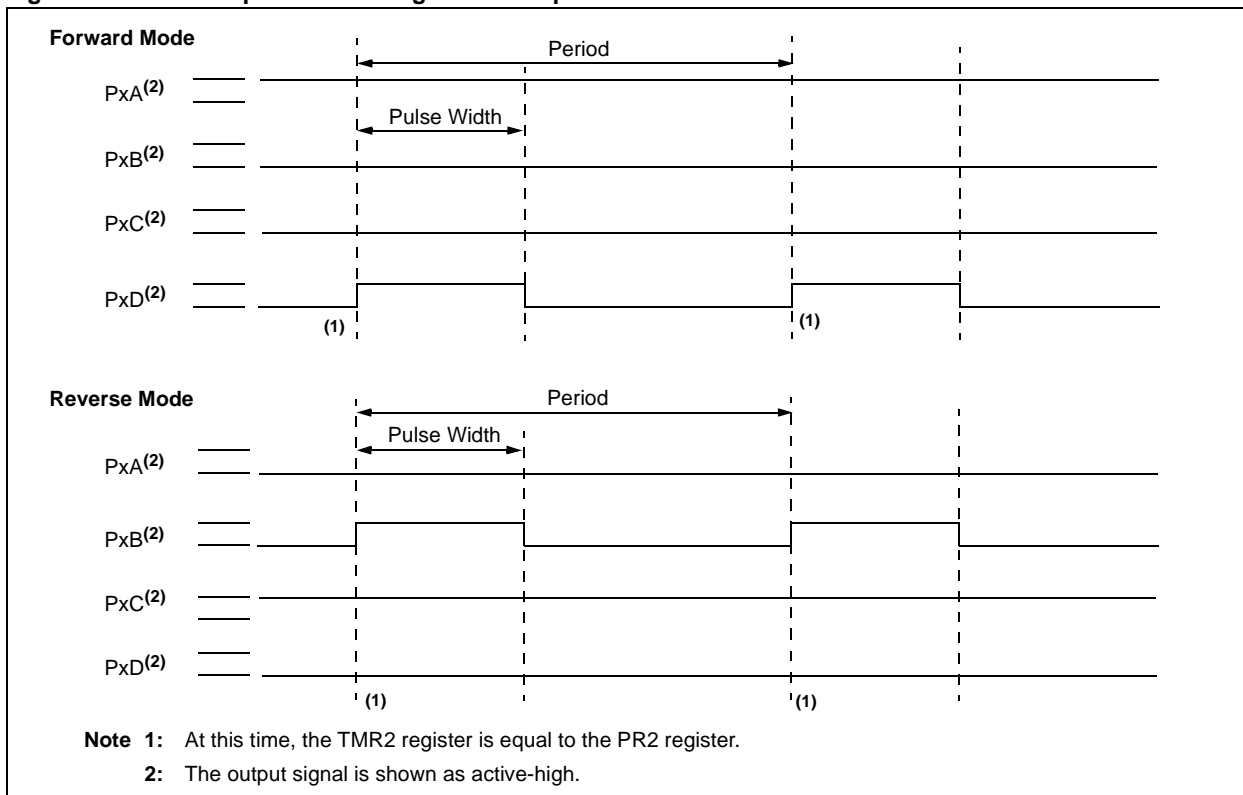 Forward Mode
Period
PxA(2)
Pulse Width
PxB(2)
PxC(2)
PxD(2)
(1)
(1)
Reverse Mode
Period
Pulse Width
PxA(2)
PxB(2)
PxC(2)
PxD(2)
(1)
(1)
Note 1: At this time, the TMR2 register is equal to the PR2 register.
2: The output signal is shown as active-high.